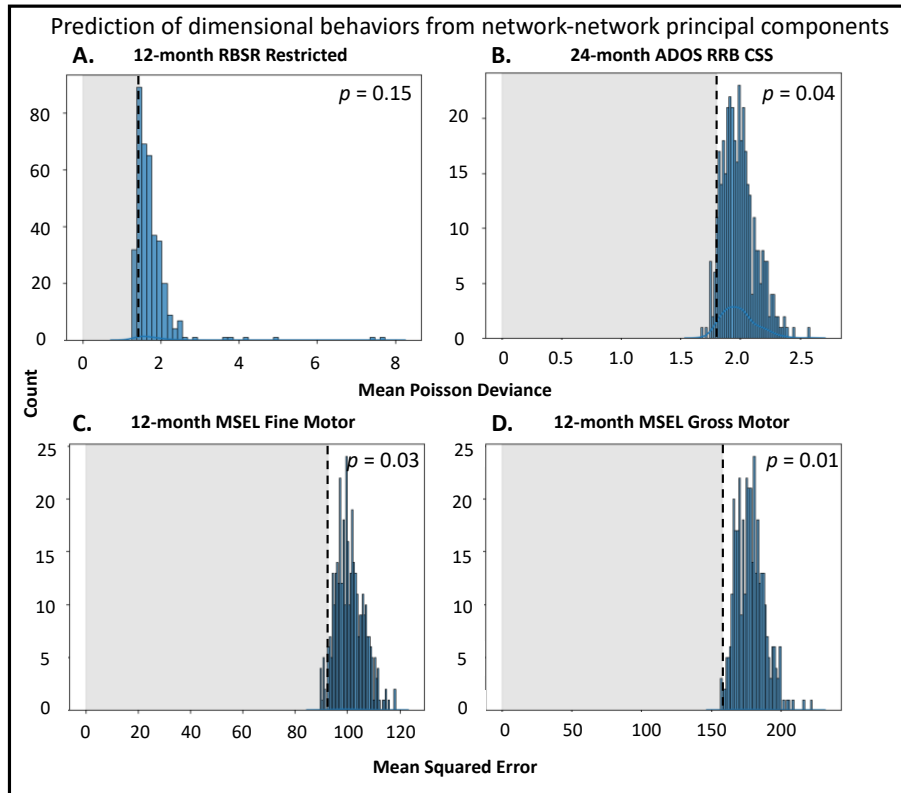 Prediction of dimensional behaviors from network-network principal components
A. 12-month RBSR Restricted
p = 0.15
80
60
40
20
0
0 2 4 6 8
B. 24-month ADOS RRB CSS
p = 0.04
20
15
10
5
0
0 0.5 1.0 1.5 2.0 2.5
Mean Poisson Deviance
Count
C. 12-month MSEL Fine Motor
p = 0.03
25
20
15
10
5
0
0 20 40 60 80 100 120
D. 12-month MSEL Gross Motor
p = 0.01
25
20
15
10
5
0
0 50 100 150 200
Mean Squared Error